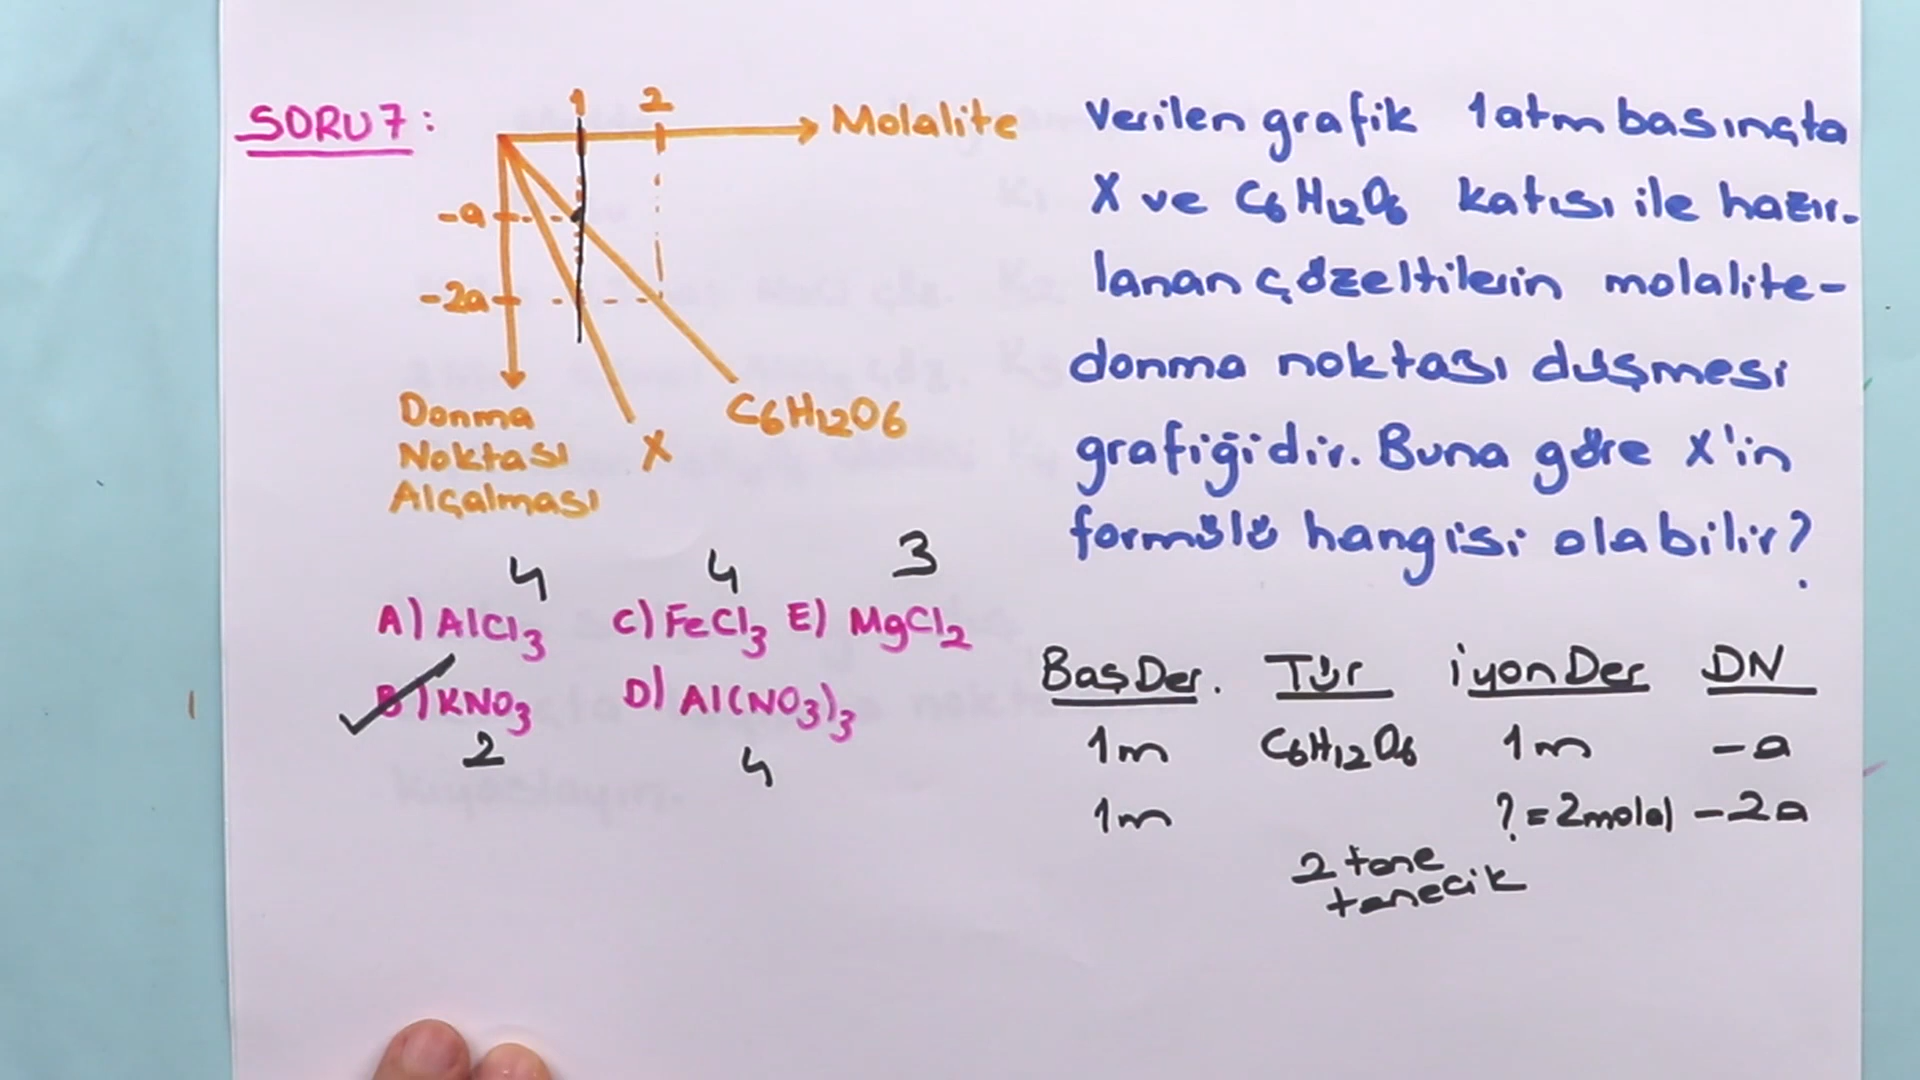 SORU 7:
1 2
Molalite
-a
-2a
Donma
Noktası
Alçalması
X
C6H12O6
Verilen grafik 1 atm basınçta
X ve C6H12O6 katısı ile hazır-
lanan çözeltilerin molalite-
donma noktası düşmesi
grafiğidir. Buna göre X'in
formülü hangisi olabilir?
4 4 3
A) AlCl3 C) FeCl3 E) MgCl2
B) KNO3 D) Al(NO3)3
2 4
Baş Der. Tür iyon Der DN
1m C6H12O6 1m -a
1m ? = 2molal -2a
2 tane
tanecik